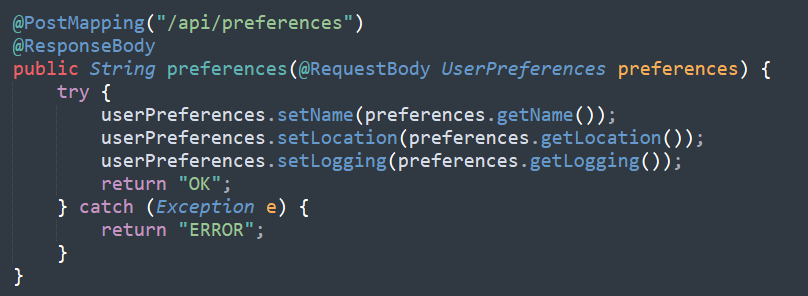 @PostMapping("/api/preferences")
@ResponseBody
public String preferences(@RequestBody UserPreferences preferences) {
    try {
        userPreferences.setName(preferences.getName());
        userPreferences.setLocation(preferences.getLocation());
        userPreferences.setLogging(preferences.getLogging());
        return "OK";
    } catch (Exception e) {
        return "ERROR";
    }
}